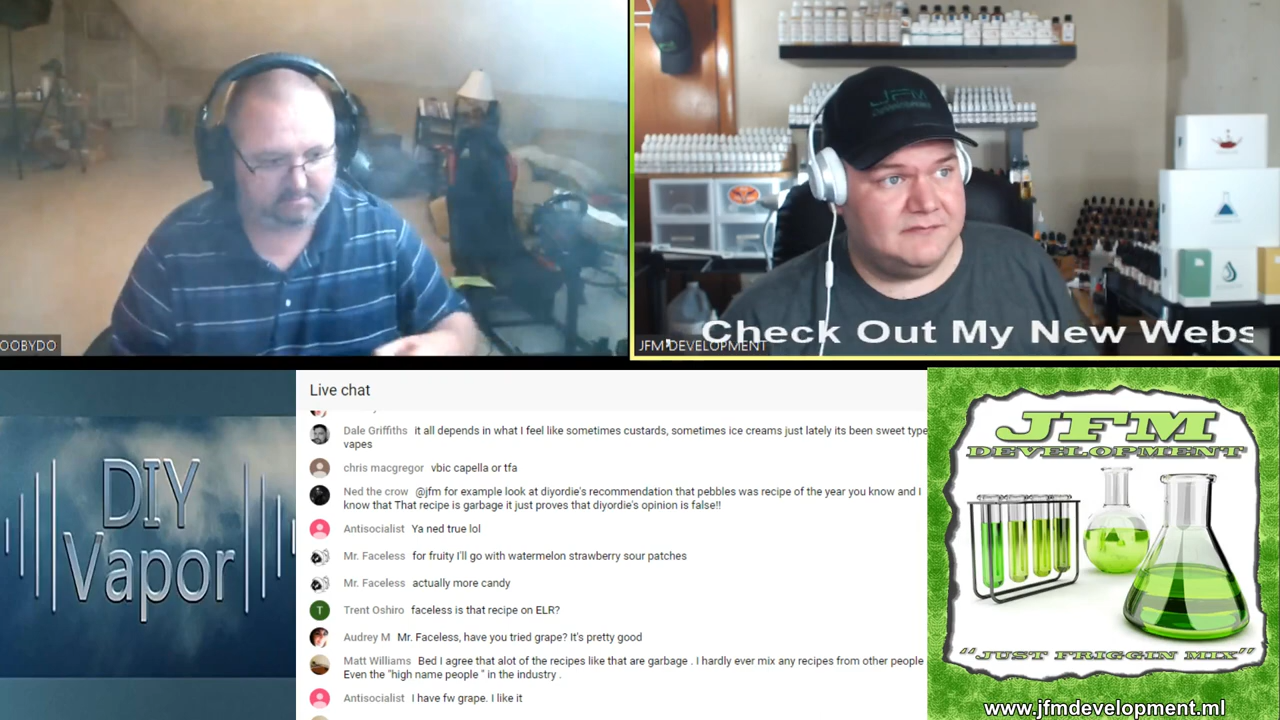 JFM
OOBYDO
JFM DEVELOPMENT
Check Out My New Webs
DIY
Vapor
Live chat
Dale Griffiths it all depends in what I feel like sometimes custards, sometimes ice creams just lately its been sweet type
vapes
chris macgregor vbic capella or tfa
Ned the crow @jfm for example look at diyordie's recommendation that pebbles was recipe of the year you know and I
know that That recipe is garbage it just proves that diyordie's opinion is false!!
Antisocialist Ya ned true lol
Mr. Faceless for fruity I'll go with watermelon strawberry sour patches
Mr. Faceless actually more candy
T Trent Oshiro faceless is that recipe on ELR?
Audrey M Mr. Faceless, have you tried grape? It's pretty good
Matt Williams Bed I agree that alot of the recipes like that are garbage . I hardly ever mix any recipes from other people
Even the "high name people " in the industry .
Antisocialist I have fw grape. I like it
JFM
DEVELOPMENT
"JUST FRIGGIN MIX"
www.jfmdevelopment.ml